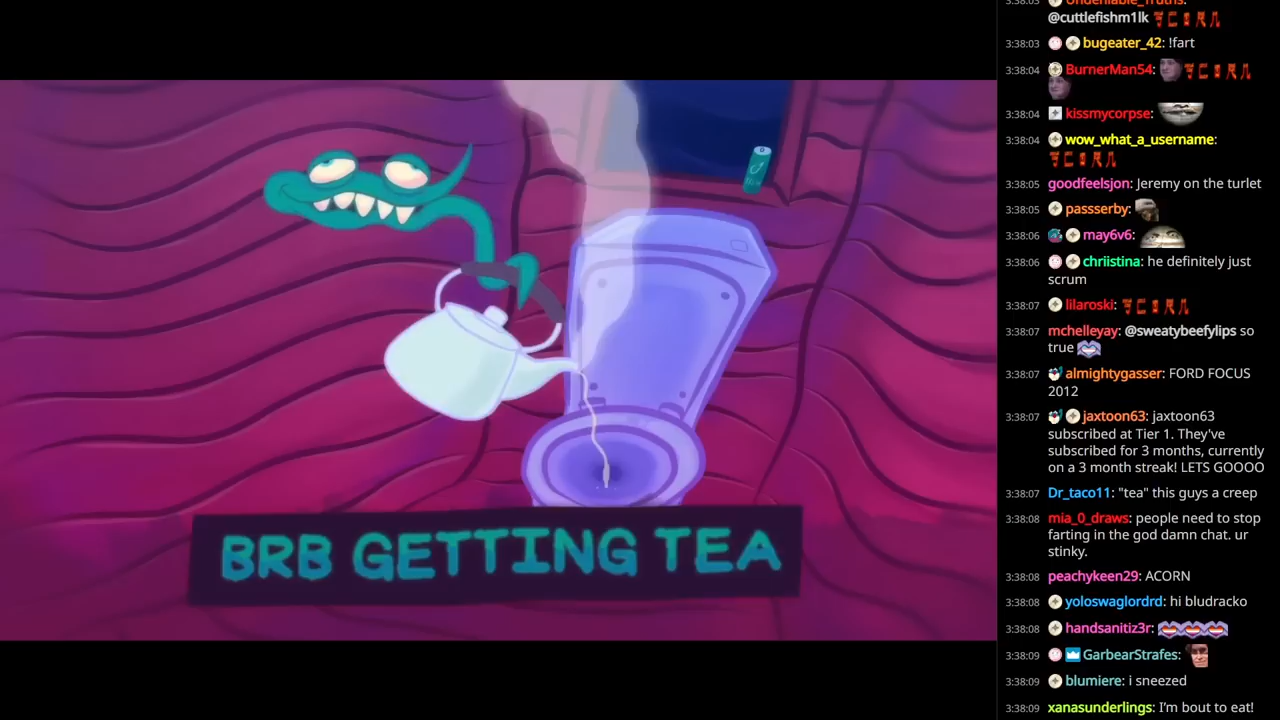 BRB GETTING TEA
3:38:03 Undeniable_Truths:
@cuttlefishm1lk
3:38:03 bugeater_42: !fart
3:38:04 BurnerMan54:
3:38:04 kissmycorpse:
3:38:04 wow_what_a_username:
3:38:05 goodfeelsjon: Jeremy on the turlet
3:38:05 passserby:
3:38:06 may6v6:
3:38:06 chriistina: he definitely just
scrum
3:38:07 lilaroski:
3:38:07 mchelleyay: @sweatybeefylips so
true
3:38:07 almightygasser: FORD FOCUS
2012
3:38:07 jaxtoon63: jaxtoon63
subscribed at Tier 1. They've
subscribed for 3 months, currently
on a 3 month streak! LETS GOOOO
3:38:07 Dr_taco11: "tea" this guys a creep
3:38:08 mia_0_draws: people need to stop
farting in the god damn chat. ur
stinky.
3:38:08 peachykeen29: ACORN
3:38:08 yoloswaglordrd: hi bludracko
3:38:08 handsanitiz3r:
3:38:09 GarbearStrafes:
3:38:09 blumiere: i sneezed
3:38:09 xanasunderlings: I'm bout to eat!